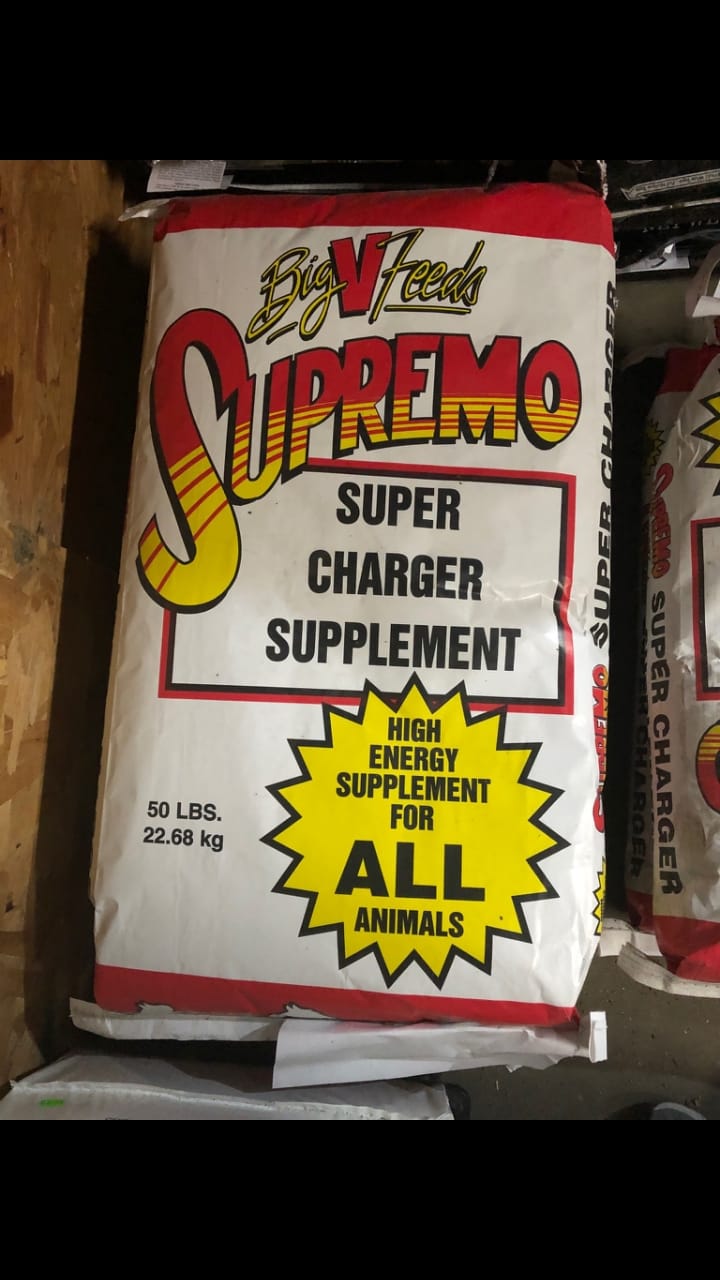 Big V Feeds
SUPREMO
SUPER
CHARGER
SUPPLEMENT
HIGH
ENERGY
SUPPLEMENT
FOR
ALL
ANIMALS
50 LBS.
22.68 kg
SUPREMO SUPER CHARGER
SUPREMO SUPER CHARGER